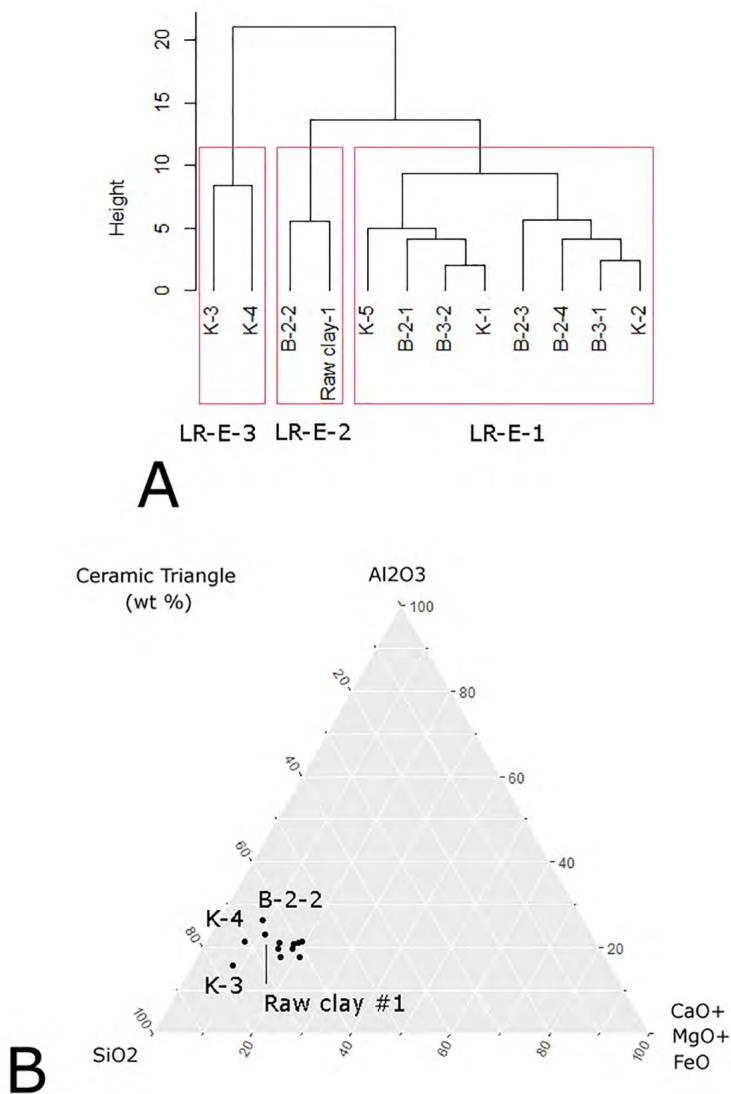 20
15
10
5
0
Height
K-3
K-4
B-2-2
Raw clay-1
K-5
B-2-1
B-3-2
K-1
B-2-3
B-2-4
B-3-1
K-2
LR-E-3
LR-E-2
LR-E-1
A
Ceramic Triangle
(wt %)
Al2O3
100
20
80
40
60
60
40
B-2-2
K-4
80
20
K-3
Raw clay #1
100
CaO+
MgO+
FeO
SiO2
20
40
60
80
100
B